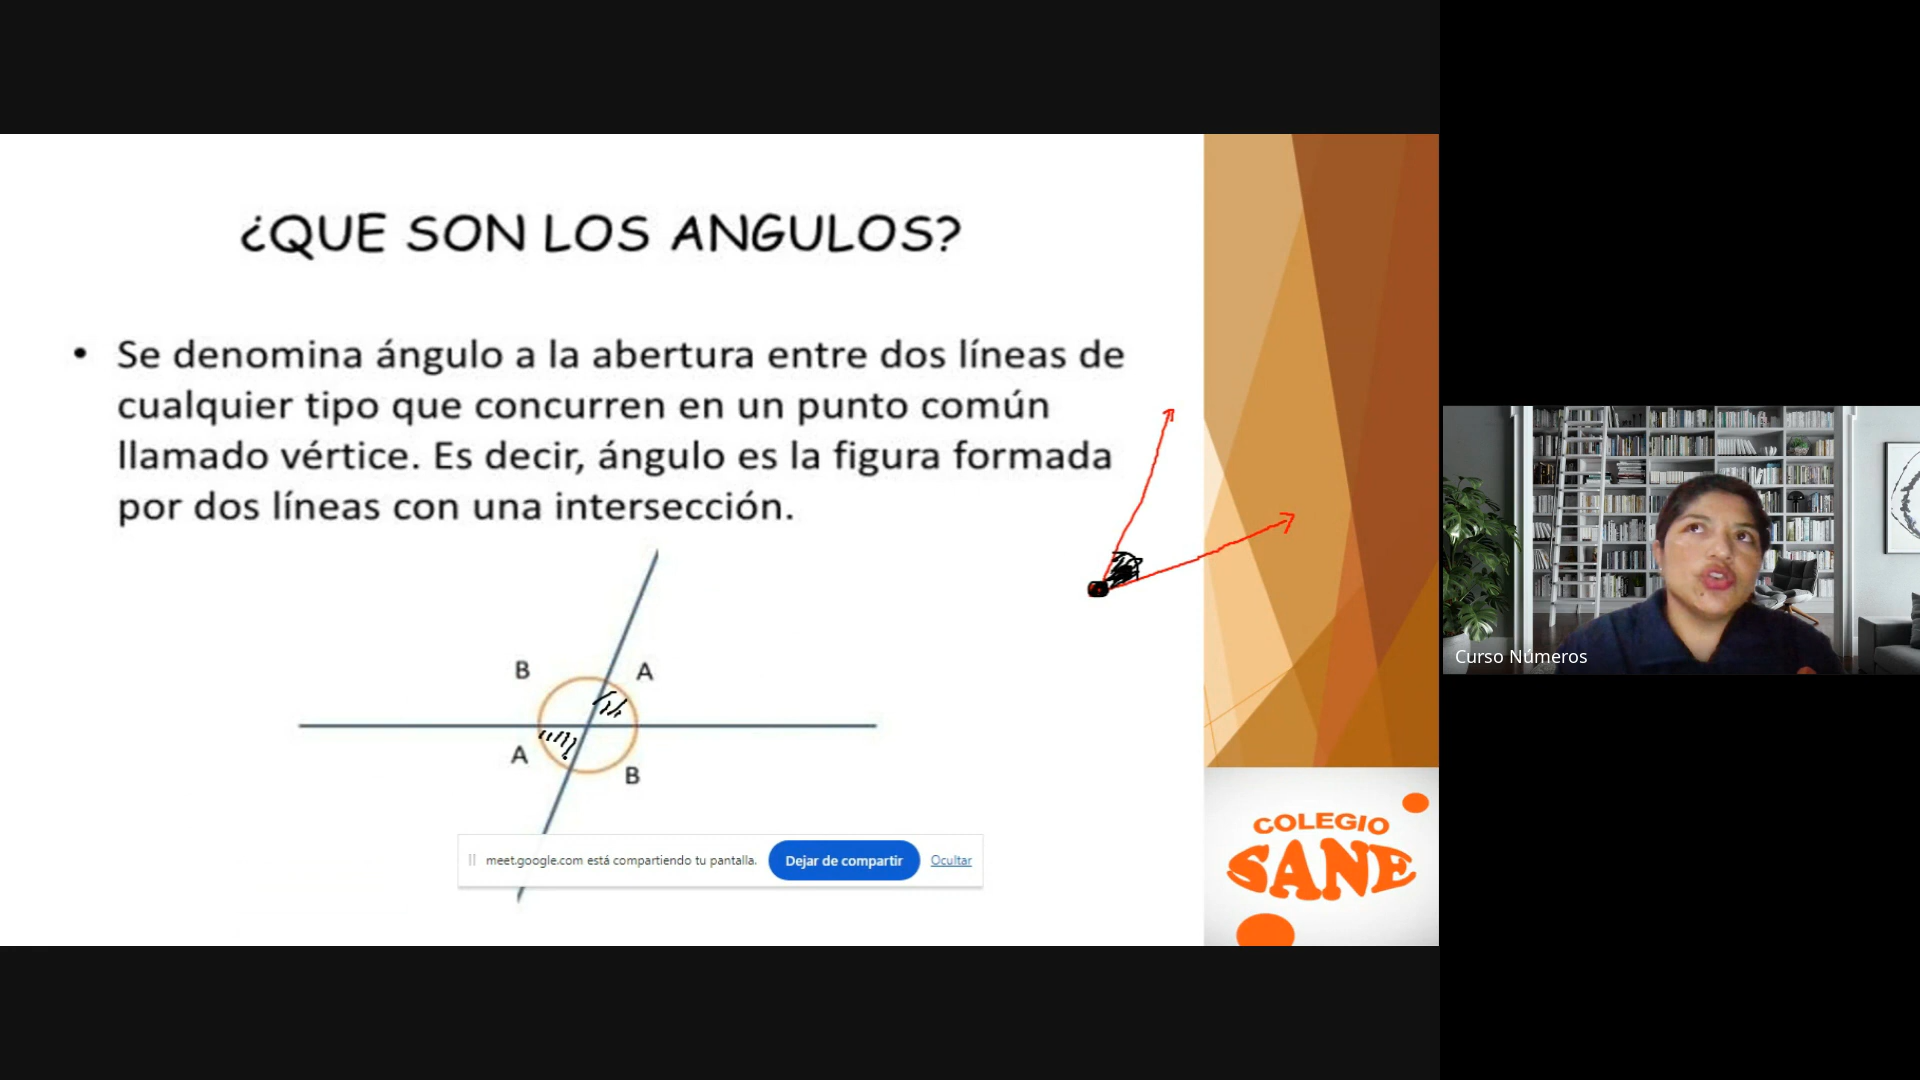 ¿QUE SON LOS ANGULOS?
• Se denomina ángulo a la abertura entre dos líneas de
cualquier tipo que concurren en un punto común
llamado vértice. Es decir, ángulo es la figura formada
por dos líneas con una intersección.
B
A
A
B
meet.google.com está compartiendo tu pantalla.
Dejar de compartir
Ocultar
COLEGIO
SANE
Curso Números